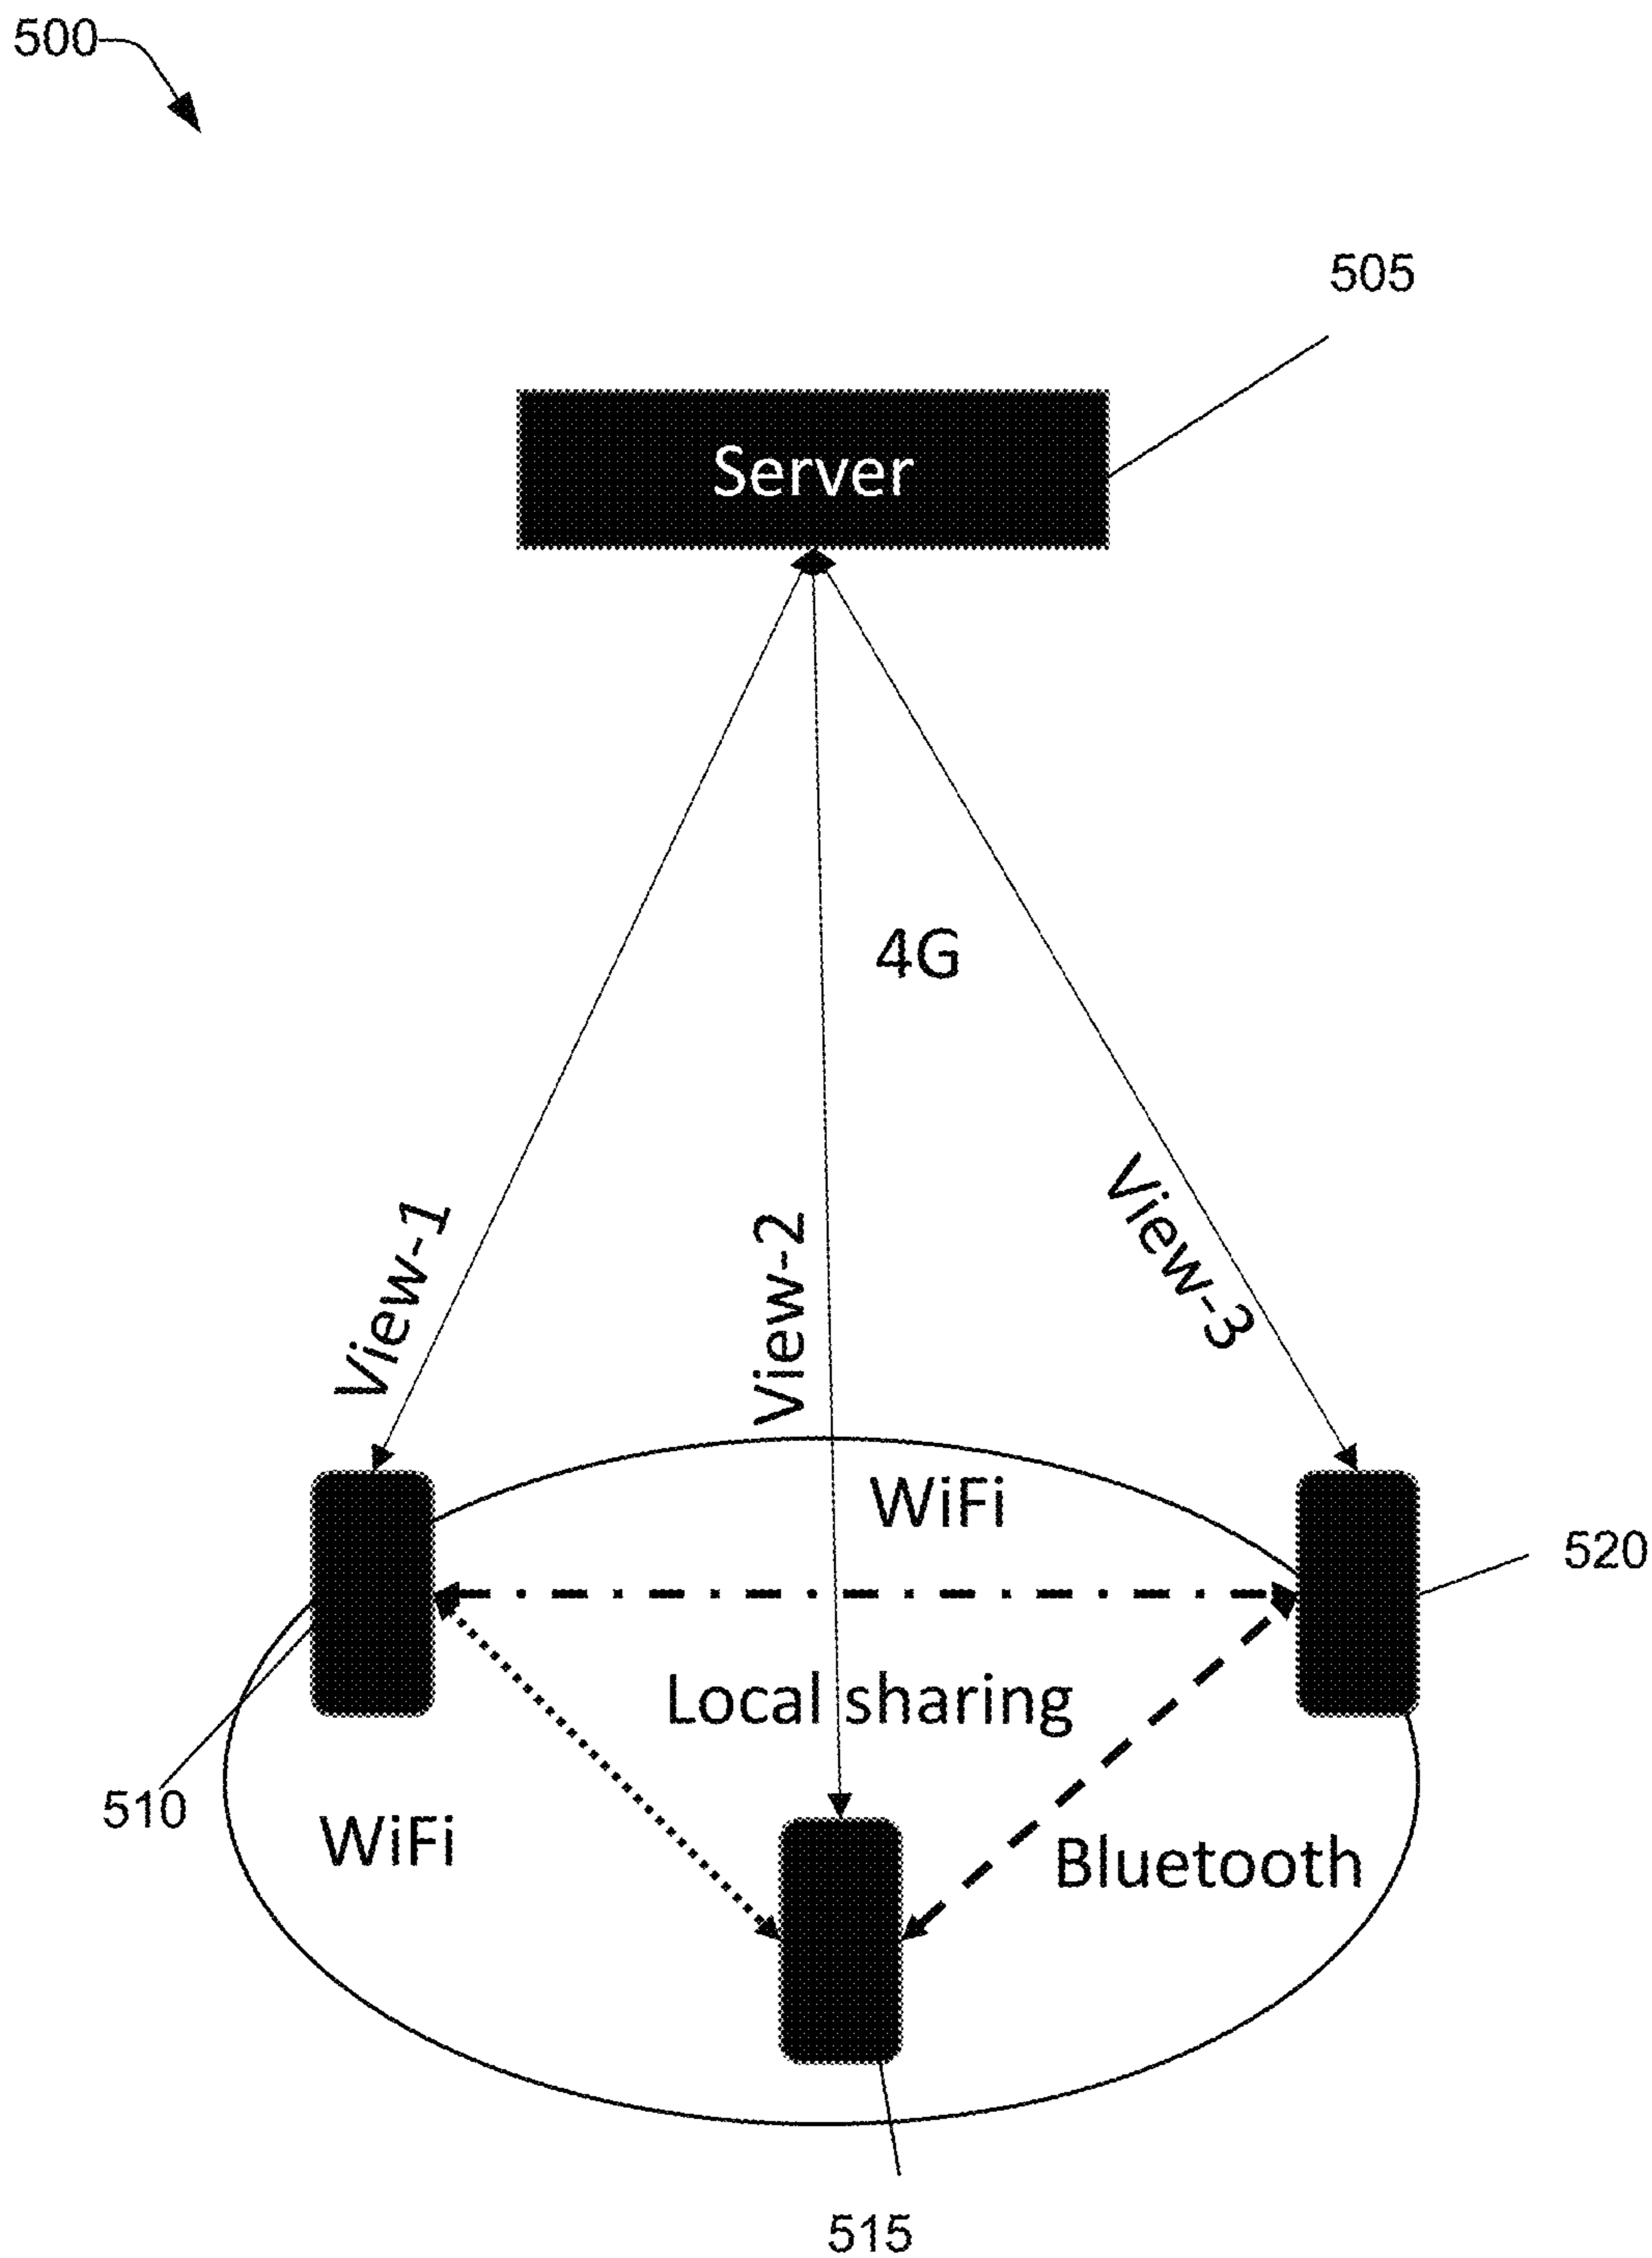 500
505
Server
4G
View-1
View-2
View-3
WiFi
520
Local sharing
510
WiFi
Bluetooth
515